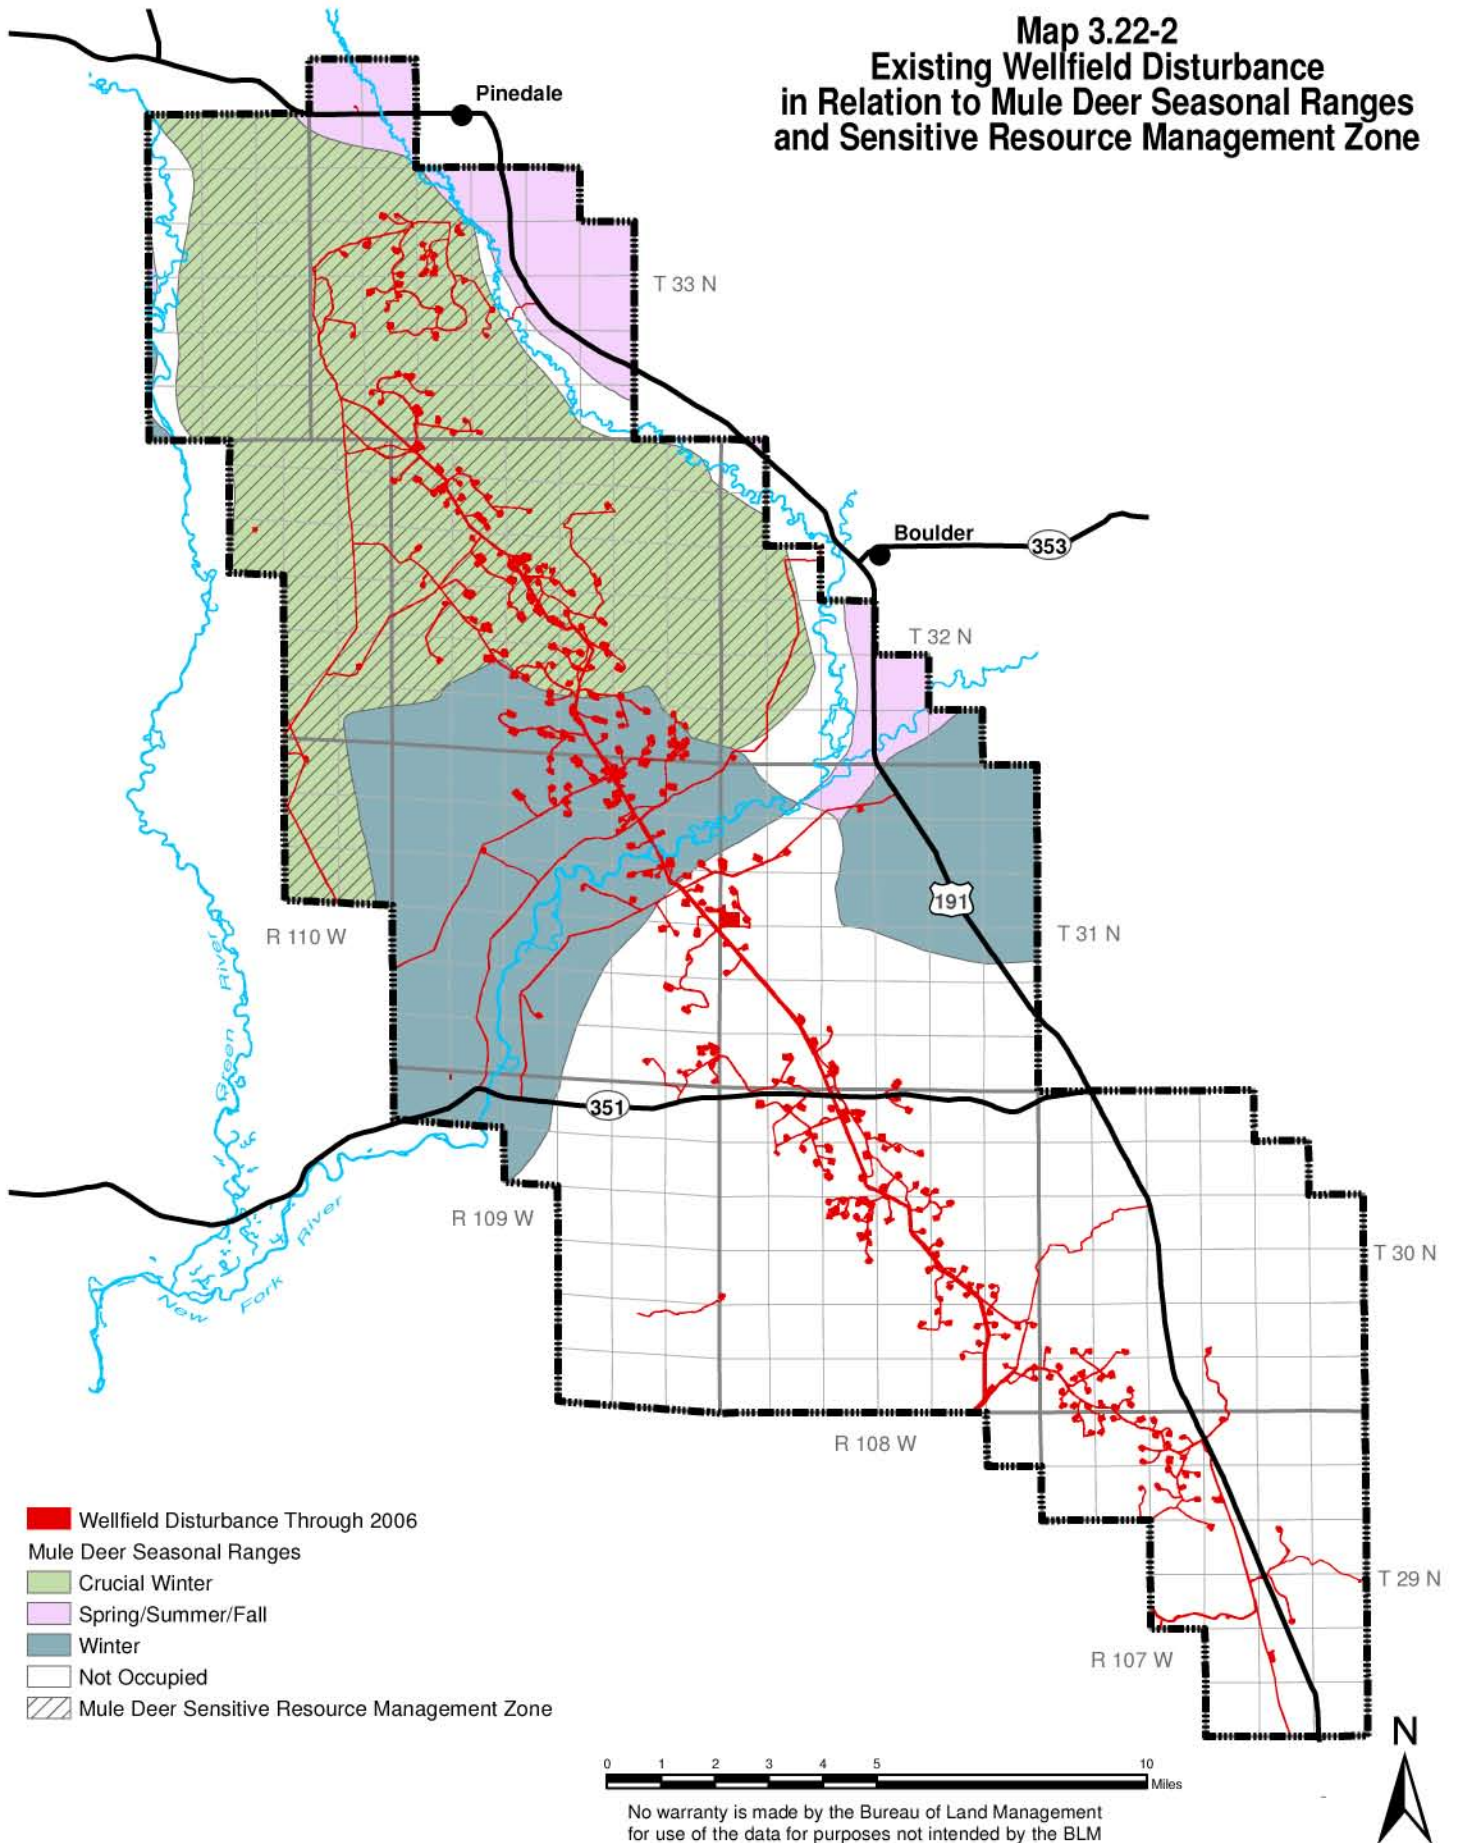 Map 3.22-2
Existing Wellfield Disturbance
in Relation to Mule Deer Seasonal Ranges
and Sensitive Resource Management Zone
Pinedale
T 33 N
Boulder
353
T 32 N
191
T 31 N
R 110 W
Green River
351
R 109 W
New Fork River
T 30 N
R 108 W
T 29 N
R 107 W
Wellfield Disturbance Through 2006
Mule Deer Seasonal Ranges
Crucial Winter
Spring/Summer/Fall
Winter
Not Occupied
Mule Deer Sensitive Resource Management Zone
N
0 1 2 3 4 5 10
Miles
No warranty is made by the Bureau of Land Management
for use of the data for purposes not intended by the BLM